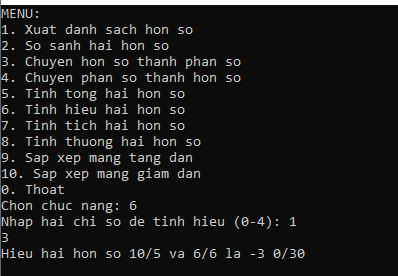 MENU:
1. Xuat danh sach hon so
2. So sanh hai hon so
3. Chuyen hon so thanh phan so
4. Chuyen phan so thanh hon so
5. Tinh tong hai hon so
6. Tinh hieu hai hon so
7. Tinh tich hai hon so
8. Tinh thuong hai hon so
9. Sap xep mang tang dan
10. Sap xep mang giam dan
0. Thoat
Chon chuc nang: 6
Nhap hai chi so de tinh hieu (0-4): 1
3
Hieu hai hon so 10/5 va 6/6 la -3 0/30